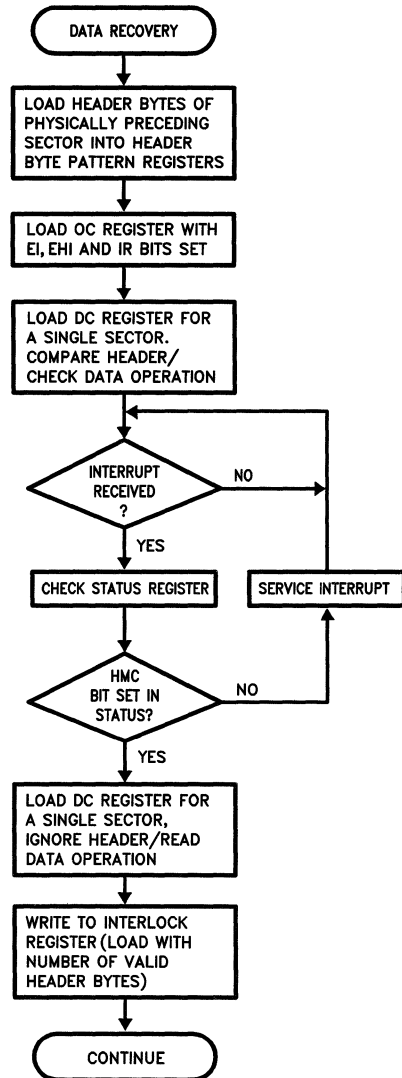 DATA RECOVERY
LOAD HEADER BYTES OF
PHYSICALLY PRECEDING
SECTOR INTO HEADER
BYTE PATTERN REGISTERS
LOAD OC REGISTER WITH
EI, EHI AND IR BITS SET
LOAD DC REGISTER FOR
A SINGLE SECTOR.
COMPARE HEADER/
CHECK DATA OPERATION
INTERRUPT
RECEIVED
?
NO
YES
CHECK STATUS REGISTER
SERVICE INTERRUPT
HMC
BIT SET IN
STATUS?
NO
YES
LOAD DC REGISTER FOR
A SINGLE SECTOR,
IGNORE HEADER/READ
DATA OPERATION
WRITE TO INTERLOCK
REGISTER (LOAD WITH
NUMBER OF VALID
HEADER BYTES)
CONTINUE